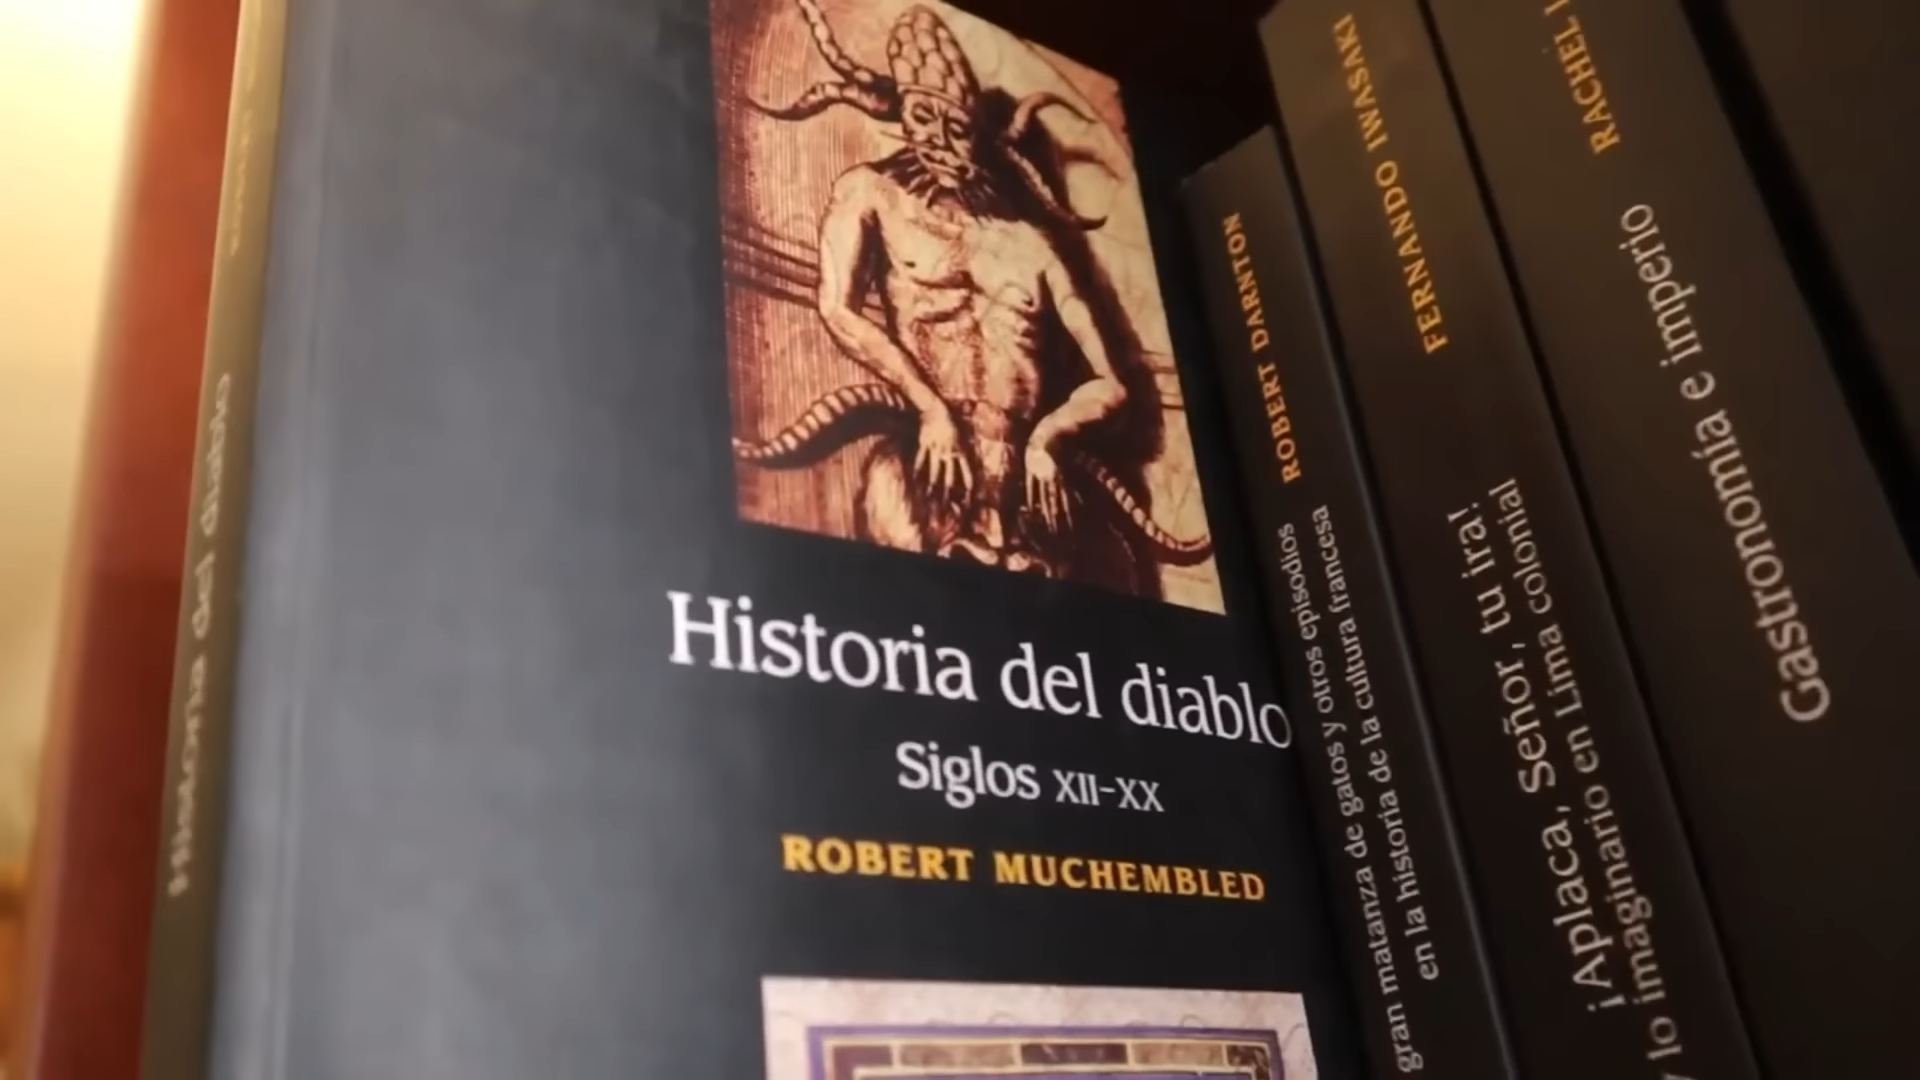 Historia del diablo
Historia del diablo
Siglos XII-XX
ROBERT MUCHEMBLED
ROBERT DARNTON
gran matanza de gatos y otros episodios
en la historia de la cultura francesa
FERNANDO IWASAKI
¡Aplaca, Señor, tu ira!
lo imaginario en Lima colonial
RACHEL
Gastronomía e imperio